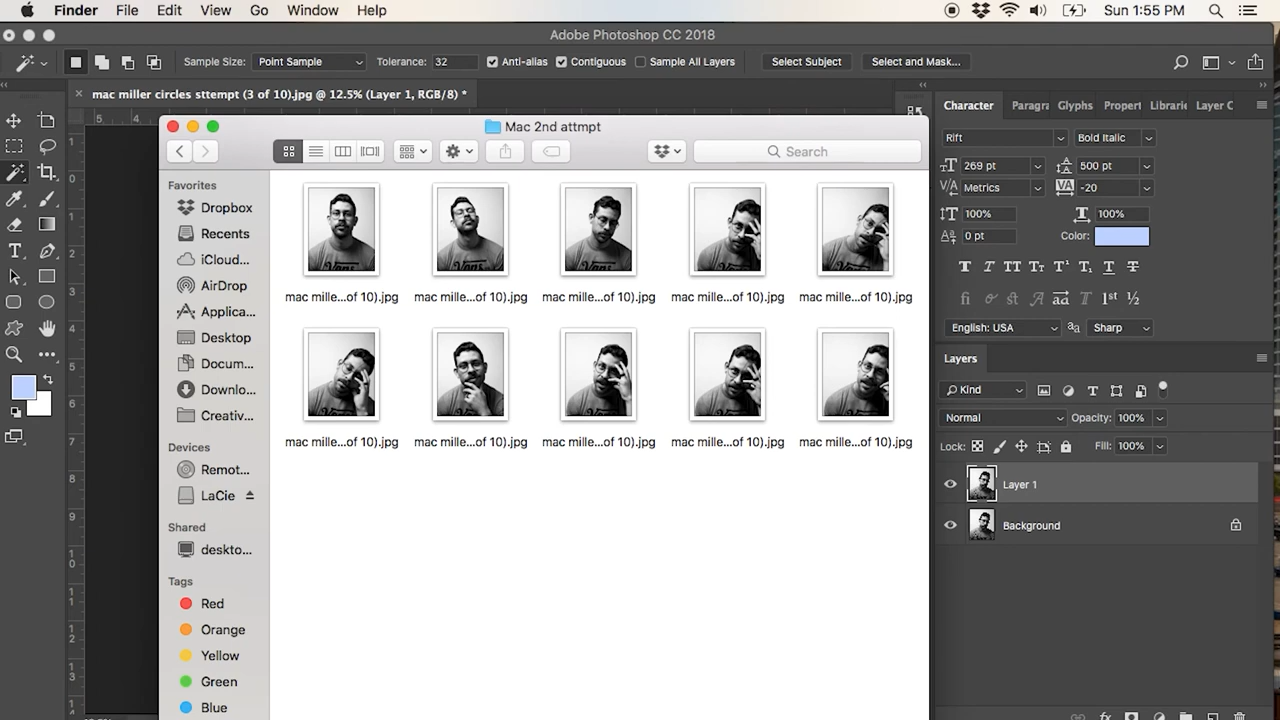 Finder File Edit View Go Window Help Sun 1:55 PM
Adobe Photoshop CC 2018
Sample Size: Point Sample Tolerance: 32 Anti-alias Contiguous Sample All Layers Select Subject Select and Mask...
mac miller circles sttempt (3 of 10).jpg @ 12.5% (Layer 1, RGB/8) *
Mac 2nd attmpt
Search
Favorites
Dropbox
Recents
iCloud...
AirDrop
Applica...
Desktop
Docum...
Downlo...
Creativ...
Devices
Remot...
LaCie
Shared
deskto...
Tags
Red
Orange
Yellow
Green
Blue
mac mille...of 10).jpg mac mille...of 10).jpg mac mille...of 10).jpg mac mille...of 10).jpg mac mille...of 10).jpg
mac mille...of 10).jpg mac mille...of 10).jpg mac mille...of 10).jpg mac mille...of 10).jpg mac mille...of 10).jpg
Character Paragra Glyphs Propert Librarie Layer C
Rift Bold Italic
269 pt 500 pt
Metrics -20
100% 100%
0 pt Color:
English: USA Sharp
Layers
Kind
Normal Opacity: 100%
Lock: Fill: 100%
Layer 1
Background